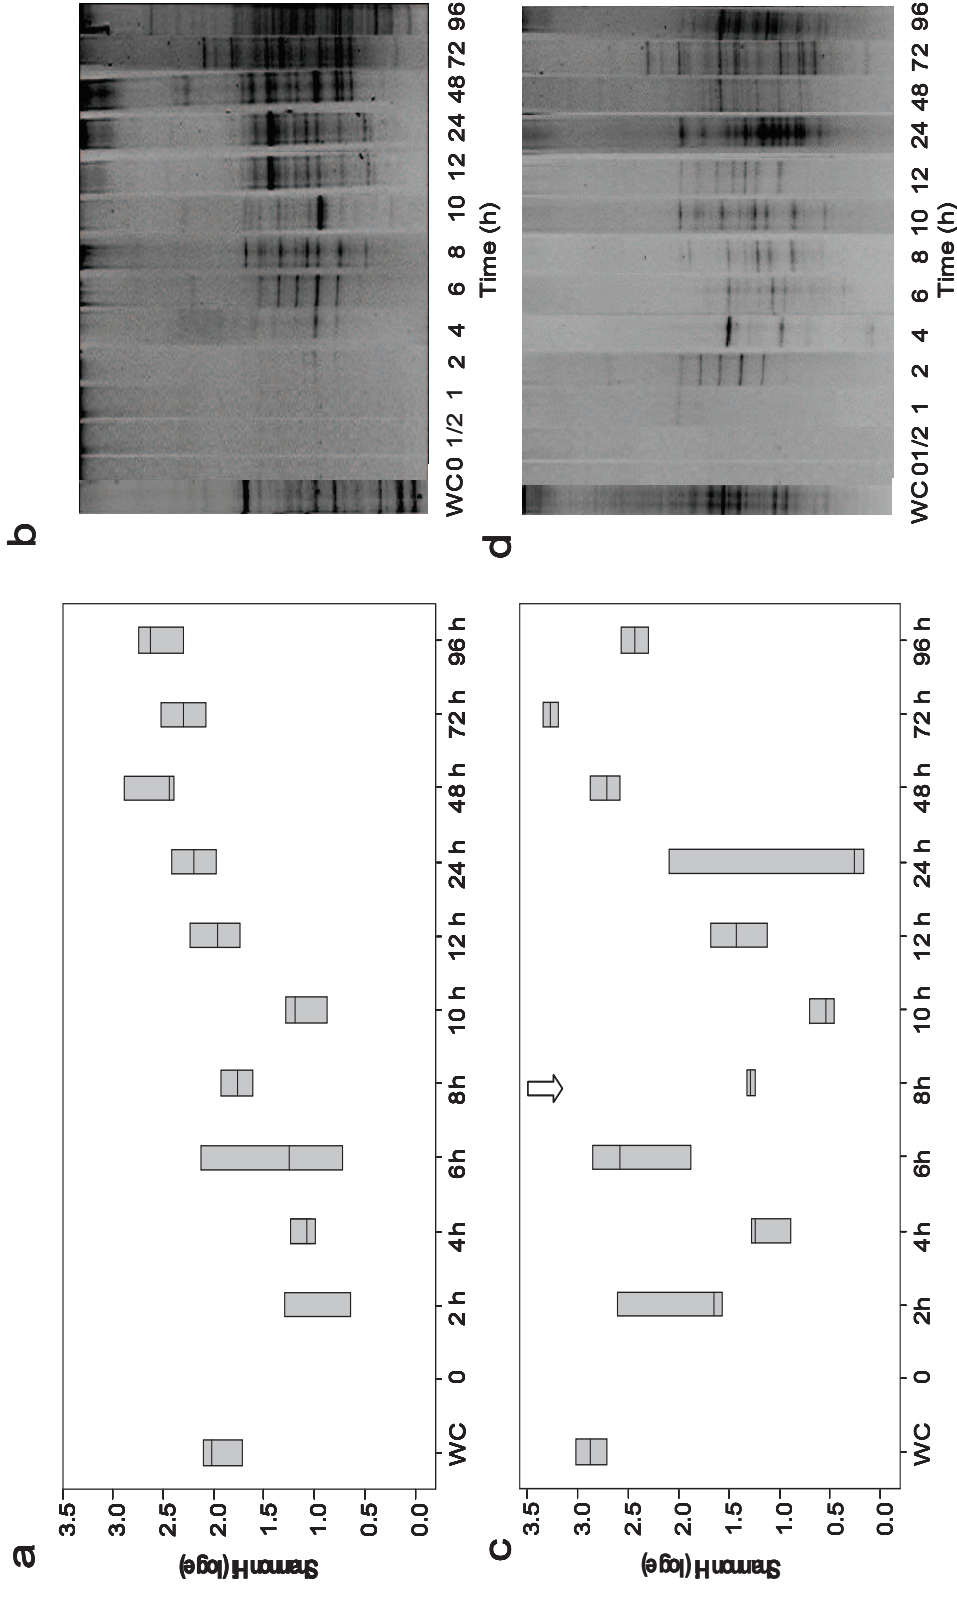 a
Shannon H (log e)
3.5
3.0
2.5
2.0
1.5
1.0
0.5
0.0
WC 0 2 h 4h 6h 8h 10 h 12 h 24 h 48 h 72 h 96 h
b
WC 0 1/2 1 2 4 6 8 10 12 24 48 72 96
Time (h)
c
Shannon H (log e)
3.5
3.0
2.5
2.0
1.5
1.0
0.5
0.0
WC 0 2h 4h 6h 8h 10 h 12 h 24 h 48 h 72 h 96 h
d
WC 0 1/2 1 2 4 6 8 10 12 24 48 72 96
Time (h)